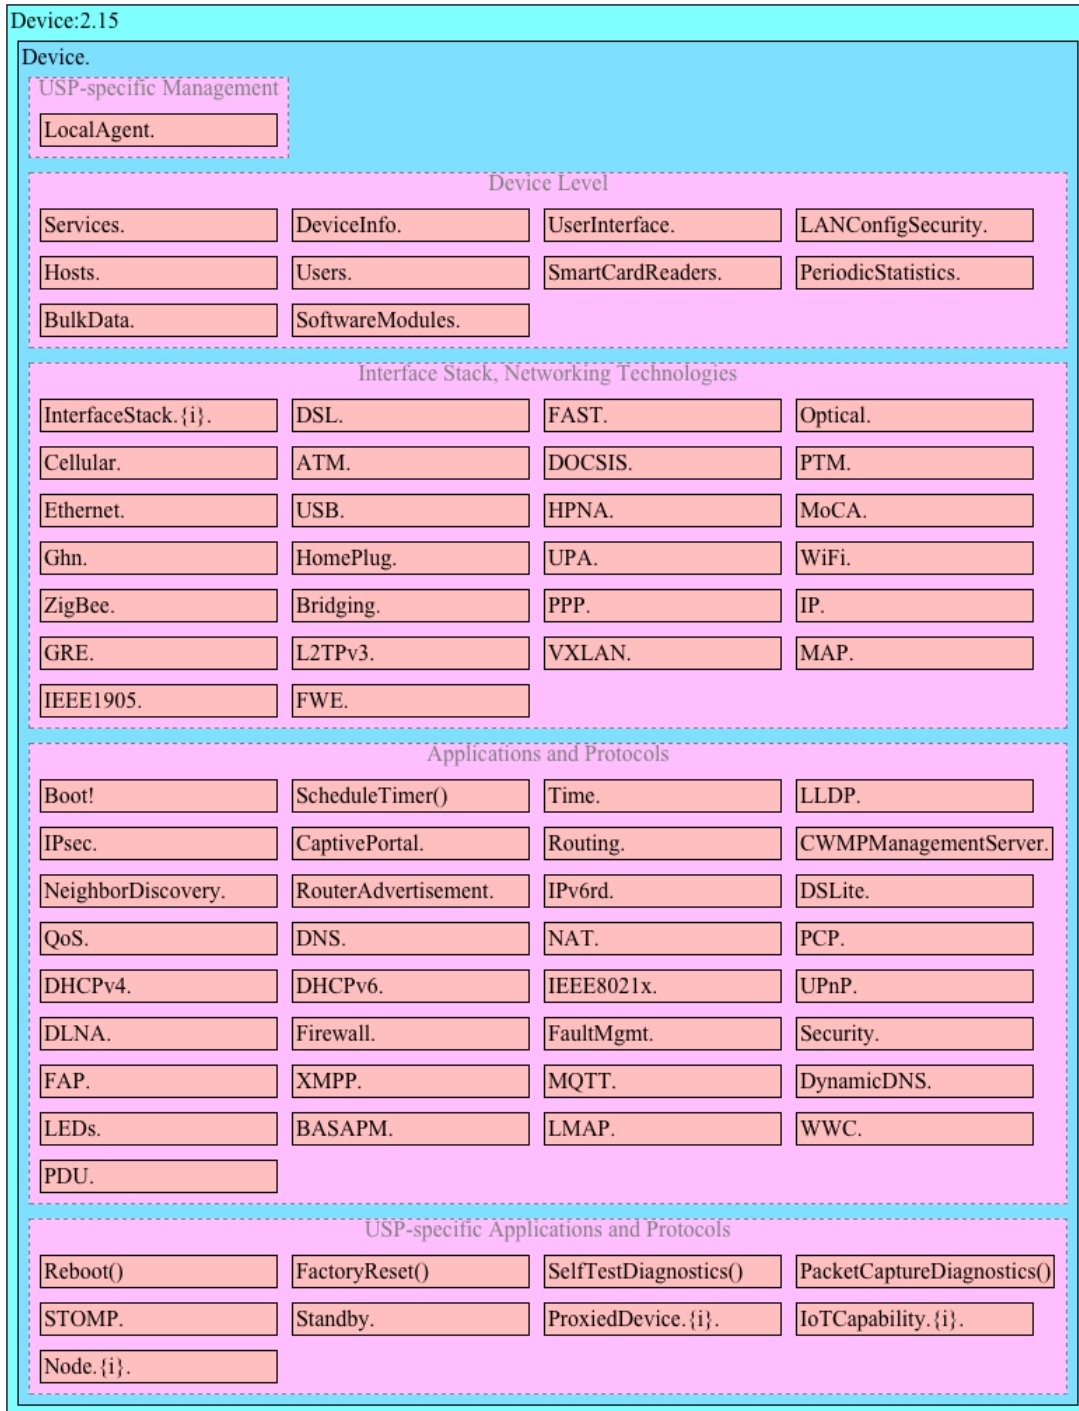 Device:2.15
Device.
USP-specific Management
LocalAgent.
Device Level
Services. DeviceInfo. UserInterface. LANConfigSecurity.
Hosts. Users. SmartCardReaders. PeriodicStatistics.
BulkData. SoftwareModules.
Interface Stack, Networking Technologies
InterfaceStack.{i}. DSL. FAST. Optical.
Cellular. ATM. DOCSIS. PTM.
Ethernet. USB. HPNA. MoCA.
Ghn. HomePlug. UPA. WiFi.
ZigBee. Bridging. PPP. IP.
GRE. L2TPv3. VXLAN. MAP.
IEEE1905. FWE.
Applications and Protocols
Boot! ScheduleTimer() Time. LLDP.
IPsec. CaptivePortal. Routing. CWMPManagementServer.
NeighborDiscovery. RouterAdvertisement. IPv6rd. DSLite.
QoS. DNS. NAT. PCP.
DHCPv4. DHCPv6. IEEE8021x. UPnP.
DLNA. Firewall. FaultMgmt. Security.
FAP. XMPP. MQTT. DynamicDNS.
LEDs. BASAPM. LMAP. WWC.
PDU.
USP-specific Applications and Protocols
Reboot() FactoryReset() SelfTestDiagnostics() PacketCaptureDiagnostics()
STOMP. Standby. ProxiedDevice.{i}. IoTCapability.{i}.
Node.{i}.